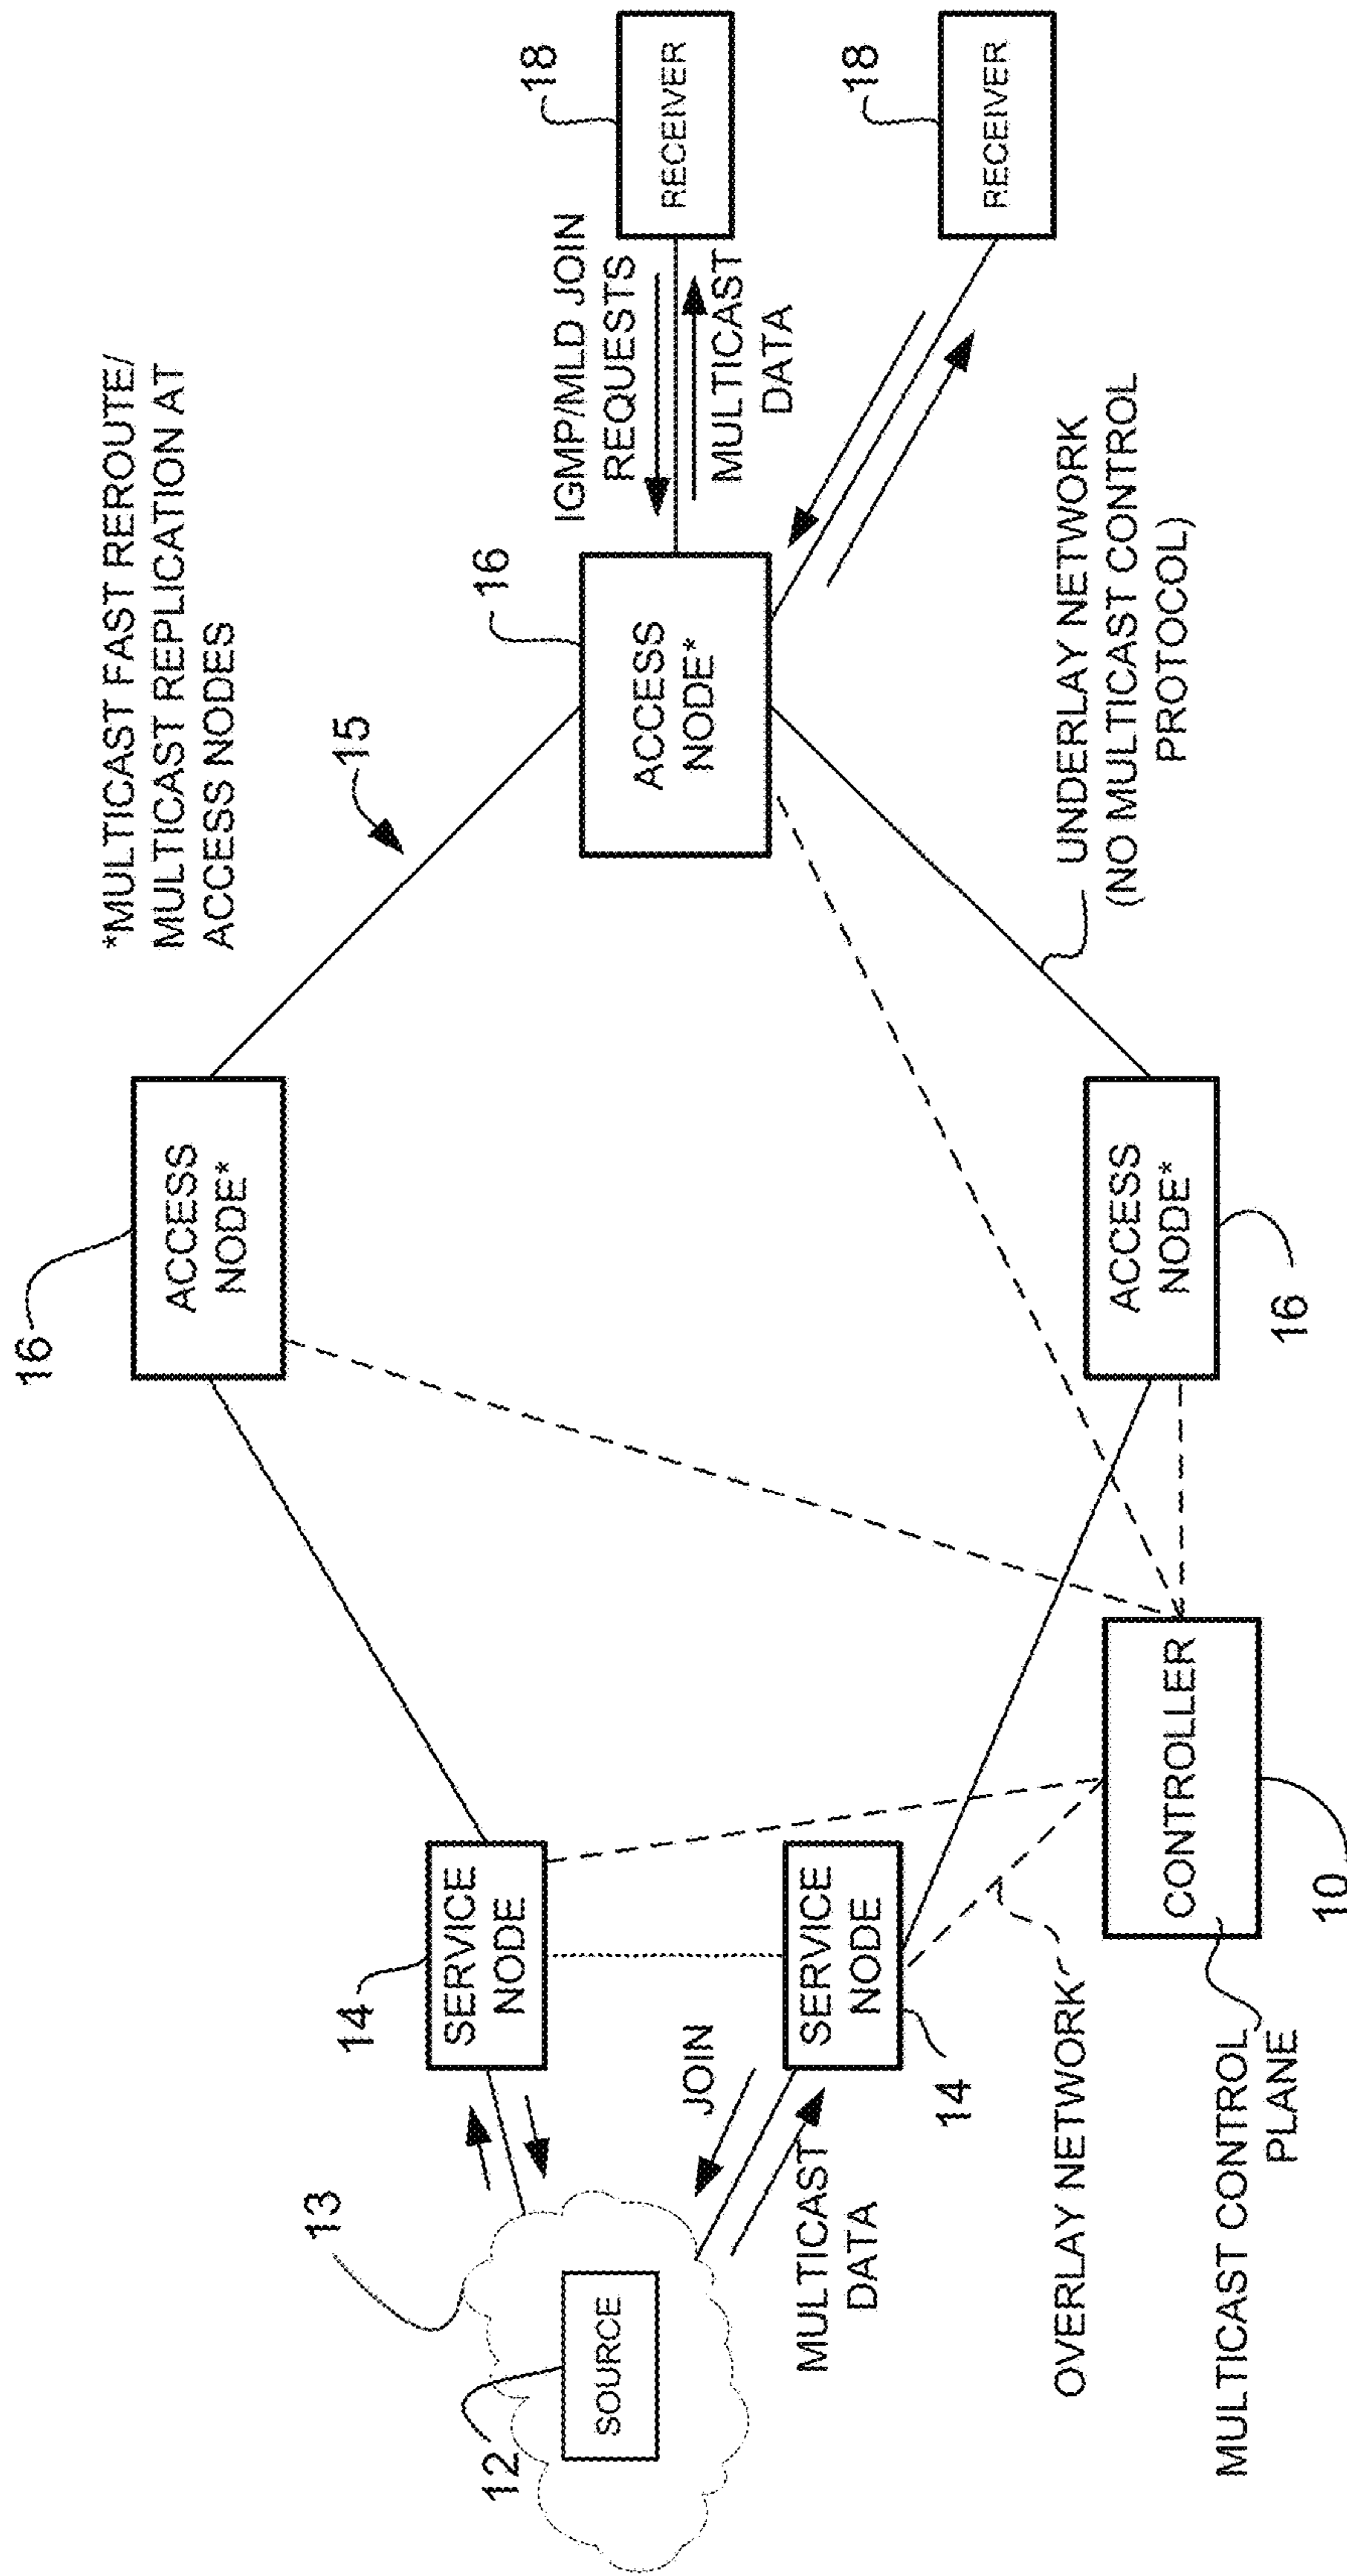 *MULTICAST FAST REROUTE/
MULTICAST REPLICATION AT
ACCESS NODES
16
ACCESS
NODE*
15
16
ACCESS
NODE*
IGMP/MLD JOIN
REQUESTS
MULTICAST
DATA
18
RECEIVER
18
RECEIVER
13
12
SOURCE
14
SERVICE
NODE
JOIN
MULTICAST
DATA
SERVICE
NODE
14
OVERLAY NETWORK
ACCESS
NODE*
16
UNDERLAY NETWORK
(NO MULTICAST CONTROL
PROTOCOL)
CONTROLLER
10
MULTICAST CONTROL
PLANE